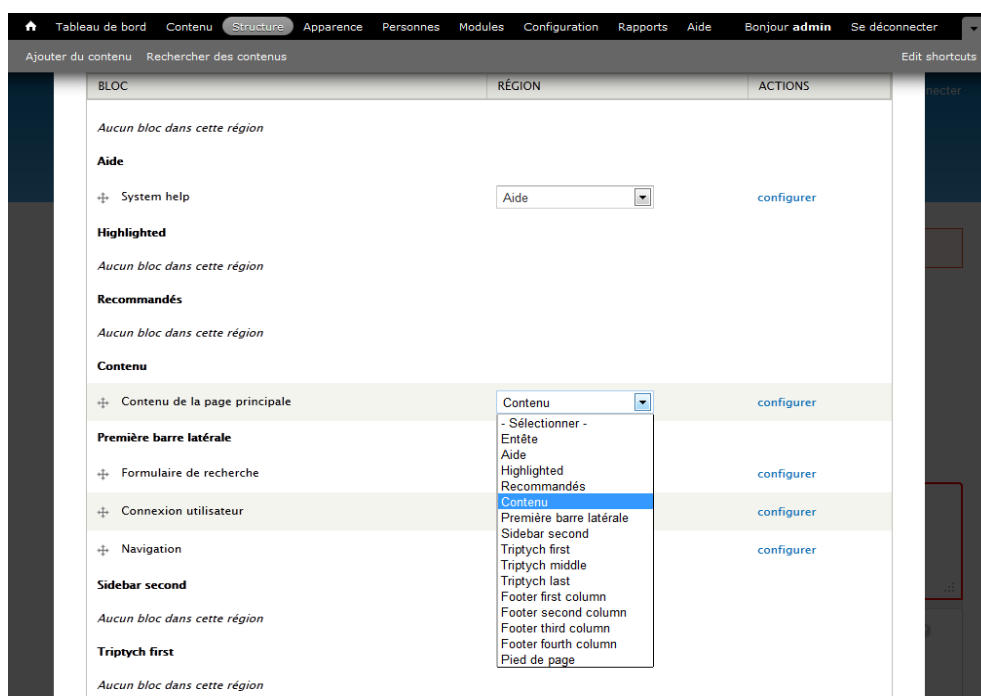 Tableau de bord Contenu Structure Apparence Personnes Modules Configuration Rapports Aide Bonjour admin Se déconnecter
Ajouter du contenu Rechercher des contenus Edit shortcuts
BLOC RÉGION ACTIONS
necter
Aucun bloc dans cette région
Aide
System help Aide configurer
Highlighted
Aucun bloc dans cette région
Recommandés
Aucun bloc dans cette région
Contenu
Contenu de la page principale Contenu configurer
- Sélectionner -
Entête
Aide
Highlighted
Recommandés
Contenu
Première barre latérale
Sidebar second
Triptych first
Triptych middle
Triptych last
Footer first column
Footer second column
Footer third column
Footer fourth column
Pied de page
Première barre latérale
Formulaire de recherche configurer
Connexion utilisateur configurer
Navigation configurer
Sidebar second
Aucun bloc dans cette région
Triptych first
Aucun bloc dans cette région